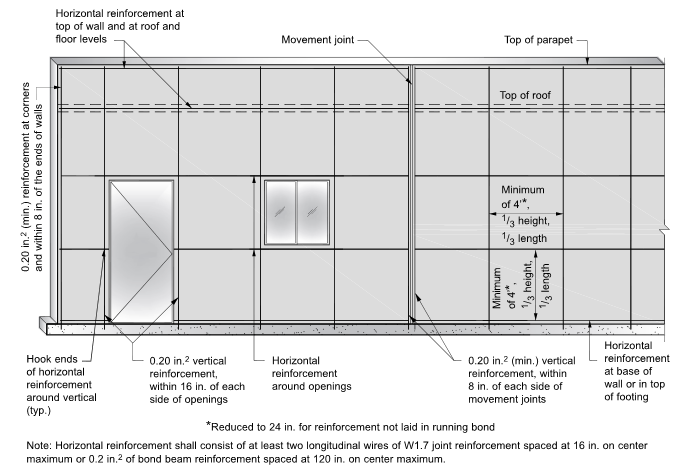 Horizontal reinforcement at
top of wall and at roof and
floor levels
Movement joint
Top of parapet
0.20 in.² (min.) reinforcement at corners
and within 8 in. of the ends of walls
Top of roof
Minimum
of 4'*,
1/3 height,
1/3 length
Minimum
of 4'*,
1/3 height,
1/3 length
Hook ends
of horizontal
reinforcement
around vertical
(typ.)
0.20 in.² vertical
reinforcement,
within 16 in. of each
side of openings
Horizontal
reinforcement
around openings
0.20 in.² (min.) vertical
reinforcement, within
8 in. of each side of
movement joints
Horizontal
reinforcement
at base of
wall or in top
of footing
*Reduced to 24 in. for reinforcement not laid in running bond
Note: Horizontal reinforcement shall consist of at least two longitudinal wires of W1.7 joint reinforcement spaced at 16 in. on center
maximum or 0.2 in.² of bond beam reinforcement spaced at 120 in. on center maximum.